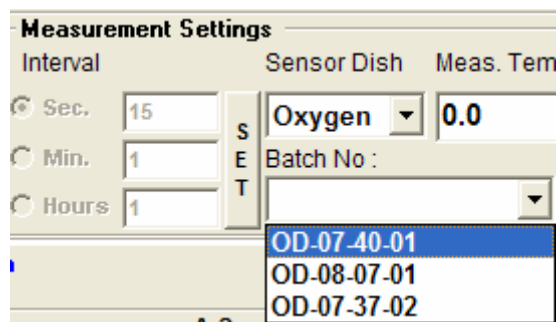 Measurement Settings
Interval Sensor Dish Meas. Tem
Sec. 15 Oxygen 0.0
Min. 1 Batch No :
Hours 1
SET
OD-07-40-01
OD-08-07-01
OD-07-37-02